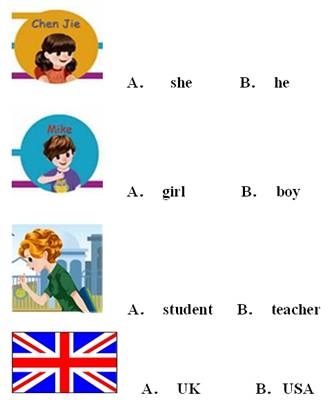 Chen Jie
A. she B. he
Mike
A. girl B. boy
A. student B. teacher
A. UK B. USA